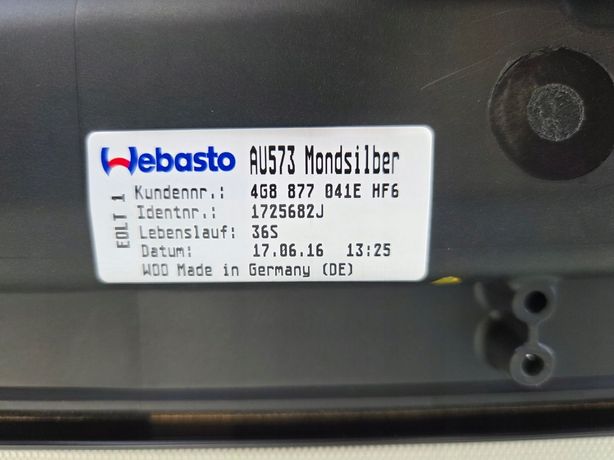 Webasto AU573 Mondsilber
EOLT 1
Kundennr.: 4G8 877 041E HF6
Identnr.: 1725682J
Lebenslauf: 36S
Datum: 17.06.16 13:25
WDO Made in Germany (DE)